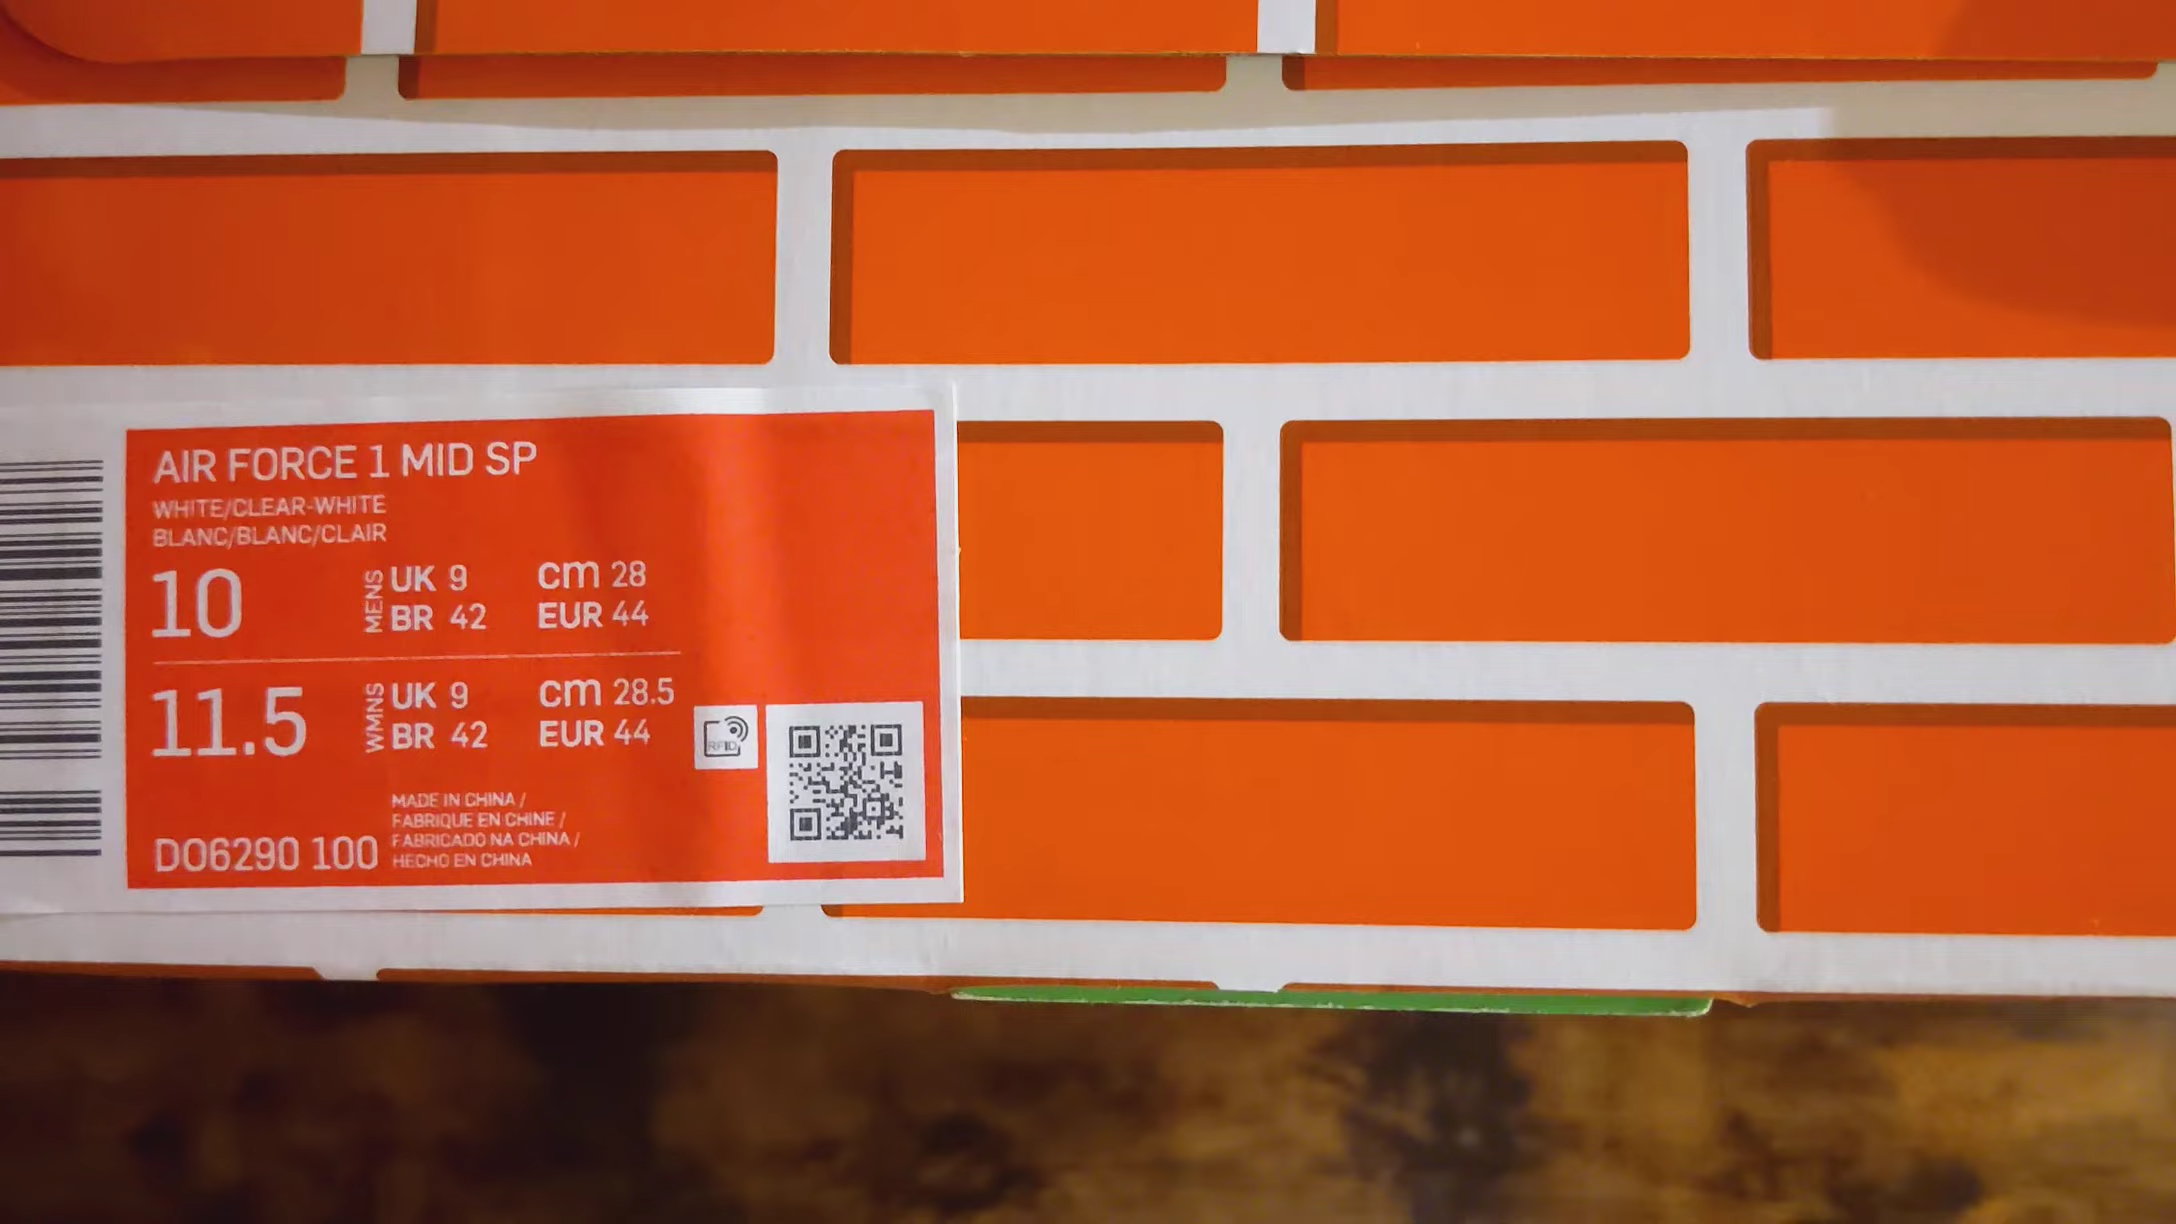 AIR FORCE 1 MID SP
WHITE/CLEAR-WHITE
BLANC/BLANC/CLAIR
10 MENS UK 9 cm 28
BR 42 EUR 44
11.5 WMNS UK 9 cm 28.5
BR 42 EUR 44
RFID
MADE IN CHINA /
FABRIQUE EN CHINE /
FABRICADO NA CHINA /
HECHO EN CHINA
DO6290 100